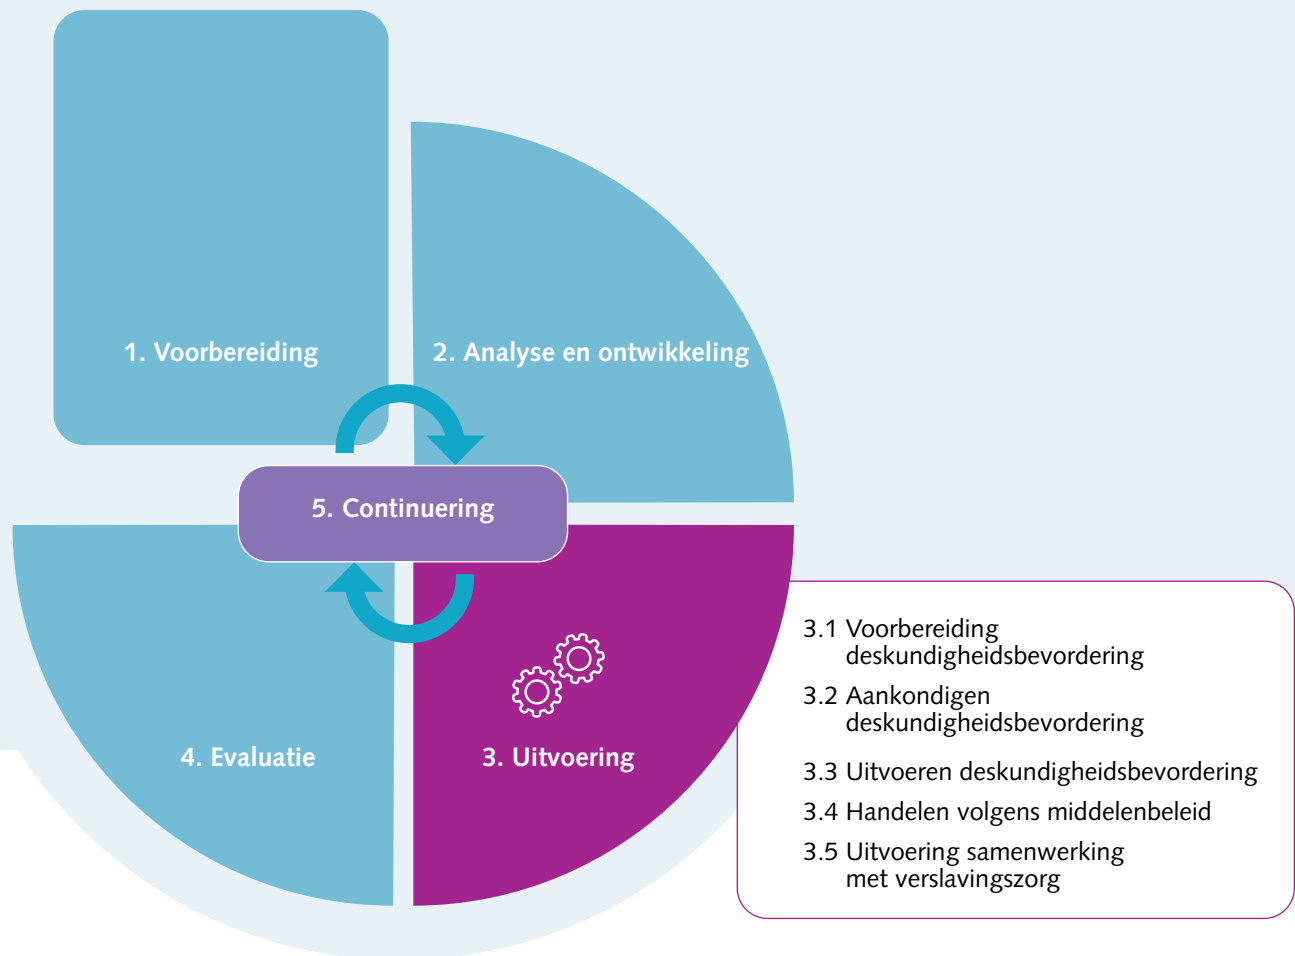 1. Voorbereiding
2. Analyse en ontwikkeling
5. Continuering
4. Evaluatie
3. Uitvoering
3.1 Voorbereiding
deskundigheidsbevordering
3.2 Aankondigen
deskundigheidsbevordering
3.3 Uitvoeren deskundigheidsbevordering
3.4 Handelen volgens middelenbeleid
3.5 Uitvoering samenwerking
met verslavingszorg